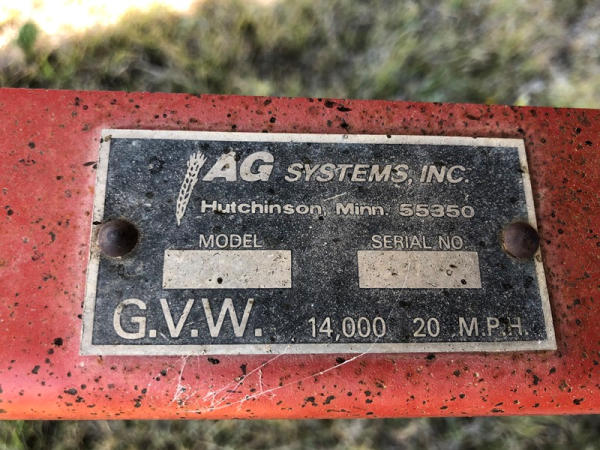 AG SYSTEMS, INC.
Hutchinson, Minn. 55350
MODEL SERIAL NO.
G.V.W. 14,000 20 M.P.H.